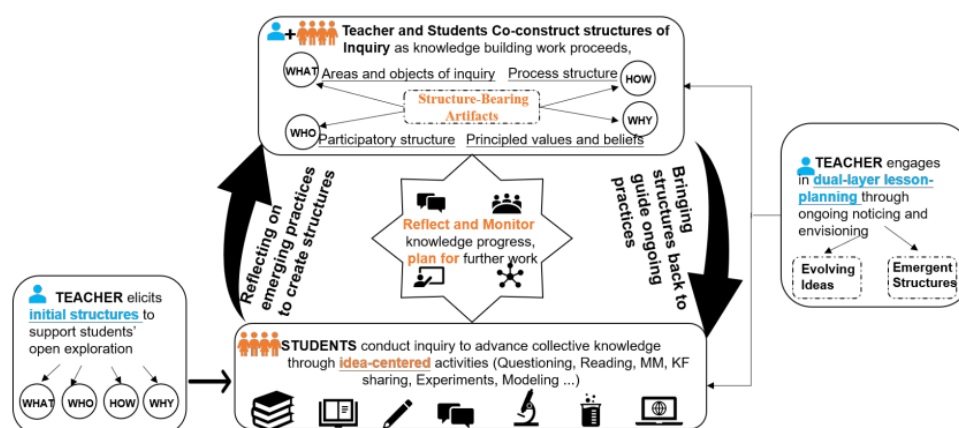 Teacher and Students Co-construct structures of
Inquiry as knowledge building work proceeds,
WHAT
Areas and objects of inquiry
Process structure
HOW
Structure-Bearing
Artifacts
WHO
Participatory structure
Principled values and beliefs
WHY
Reflecting on
emerging practices
to create structures
Reflect and Monitor
knowledge progress,
plan for further work
Bringing
structures back to
guide ongoing
practices
TEACHER engages
in dual-layer lesson-
planning through
ongoing noticing and
envisioning
Evolving
Ideas
Emergent
Structures
TEACHER elicits
initial structures to
support students'
open exploration
WHAT
WHO
HOW
WHY
STUDENTS conduct inquiry to advance collective knowledge
through idea-centered activities (Questioning, Reading, MM, KF
sharing, Experiments, Modeling ...)